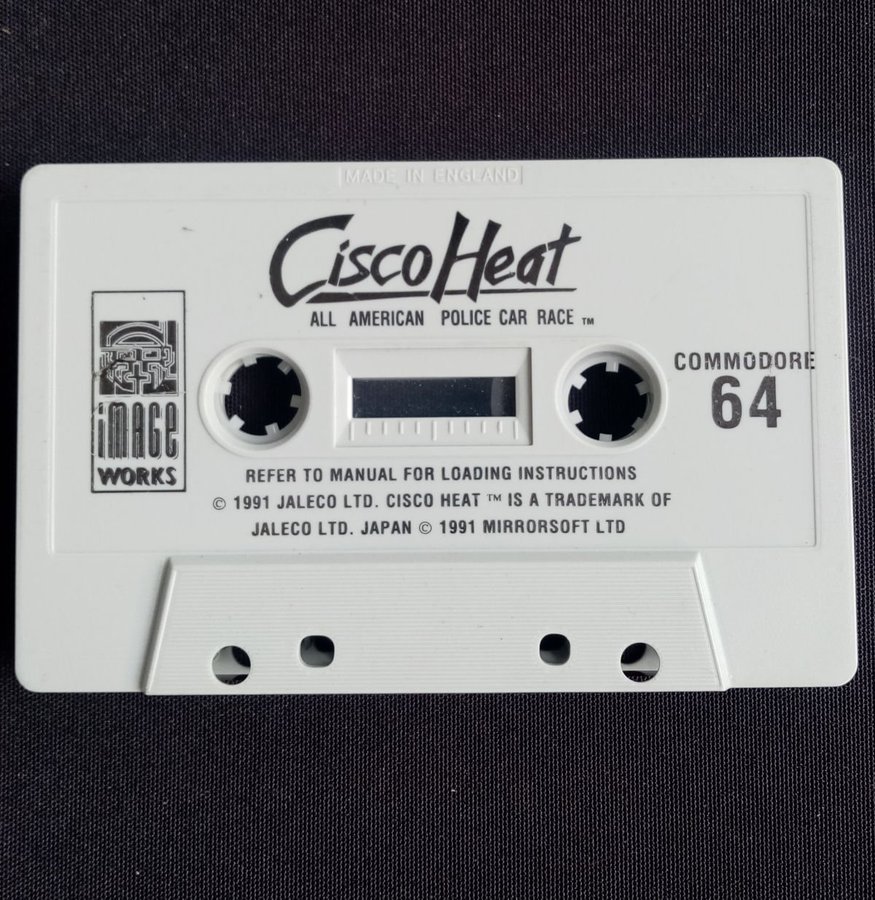 MADE IN ENGLAND
Cisco Heat
ALL AMERICAN POLICE CAR RACE ™
COMMODORE
64
iMAGE
WORKS
REFER TO MANUAL FOR LOADING INSTRUCTIONS
© 1991 JALECO LTD. CISCO HEAT ™ IS A TRADEMARK OF
JALECO LTD. JAPAN © 1991 MIRRORSOFT LTD